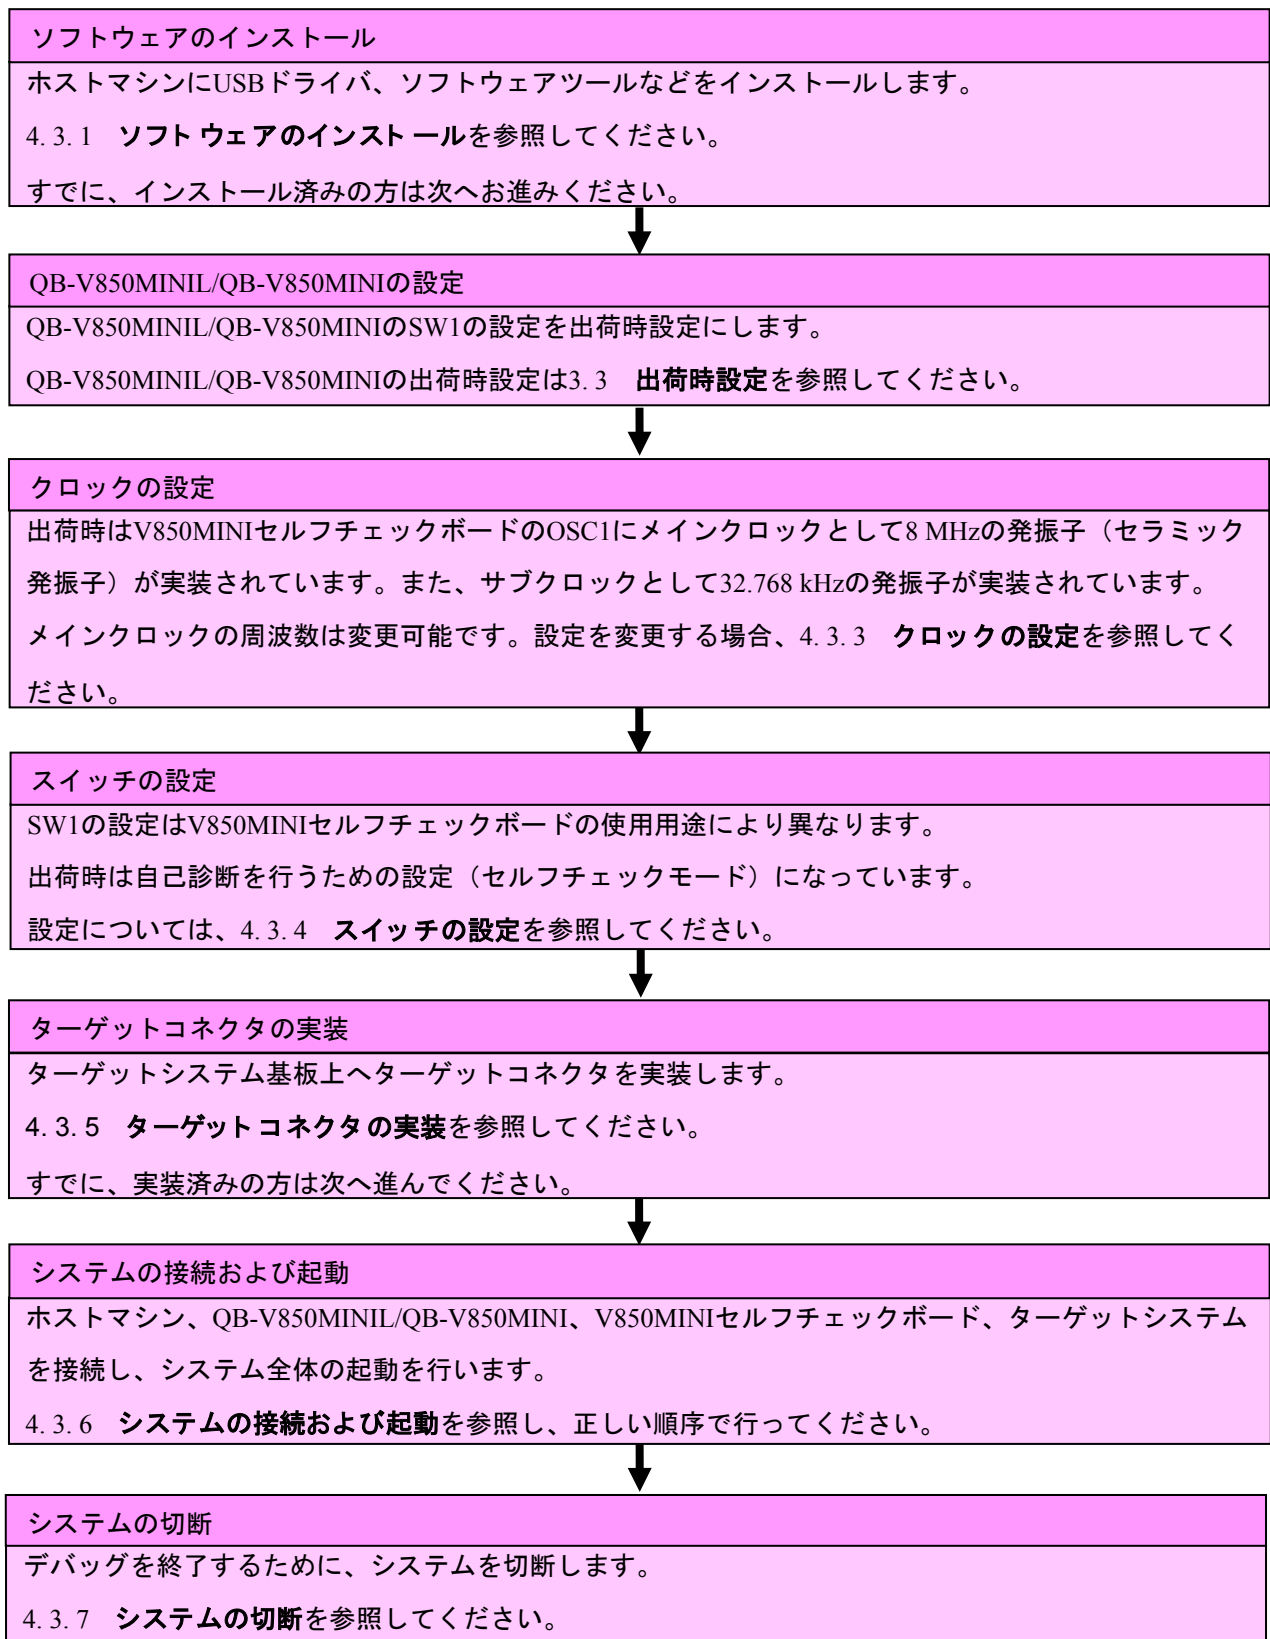 ソフトウェアのインストール
ホストマシンにUSBドライバ、ソフトウェアツールなどをインストールします。
4. 3. 1　ソフトウェアのインストールを参照してください。
すでに、インストール済みの方は次へお進みください。
QB-V850MINIL/QB-V850MINIの設定
QB-V850MINIL/QB-V850MINIのSW1の設定を出荷時設定にします。
QB-V850MINIL/QB-V850MINIの出荷時設定は3. 3　出荷時設定を参照してください。
クロックの設定
出荷時はV850MINIセルフチェックボードのOSC1にメインクロックとして8 MHzの発振子（セラミック
発振子）が実装されています。また、サブクロックとして32.768 kHzの発振子が実装されています。
メインクロックの周波数は変更可能です。設定を変更する場合、4. 3. 3　クロックの設定を参照してく
ださい。
スイッチの設定
SW1の設定はV850MINIセルフチェックボードの使用用途により異なります。
出荷時は自己診断を行うための設定（セルフチェックモード）になっています。
設定については、4. 3. 4　スイッチの設定を参照してください。
ターゲットコネクタの実装
ターゲットシステム基板上へターゲットコネクタを実装します。
4. 3. 5　ターゲットコネクタの実装を参照してください。
すでに、実装済みの方は次へ進んでください。
システムの接続および起動
ホストマシン、QB-V850MINIL/QB-V850MINI、V850MINIセルフチェックボード、ターゲットシステム
を接続し、システム全体の起動を行います。
4. 3. 6　システムの接続および起動を参照し、正しい順序で行ってください。
システムの切断
デバッグを終了するために、システムを切断します。
4. 3. 7　システムの切断を参照してください。